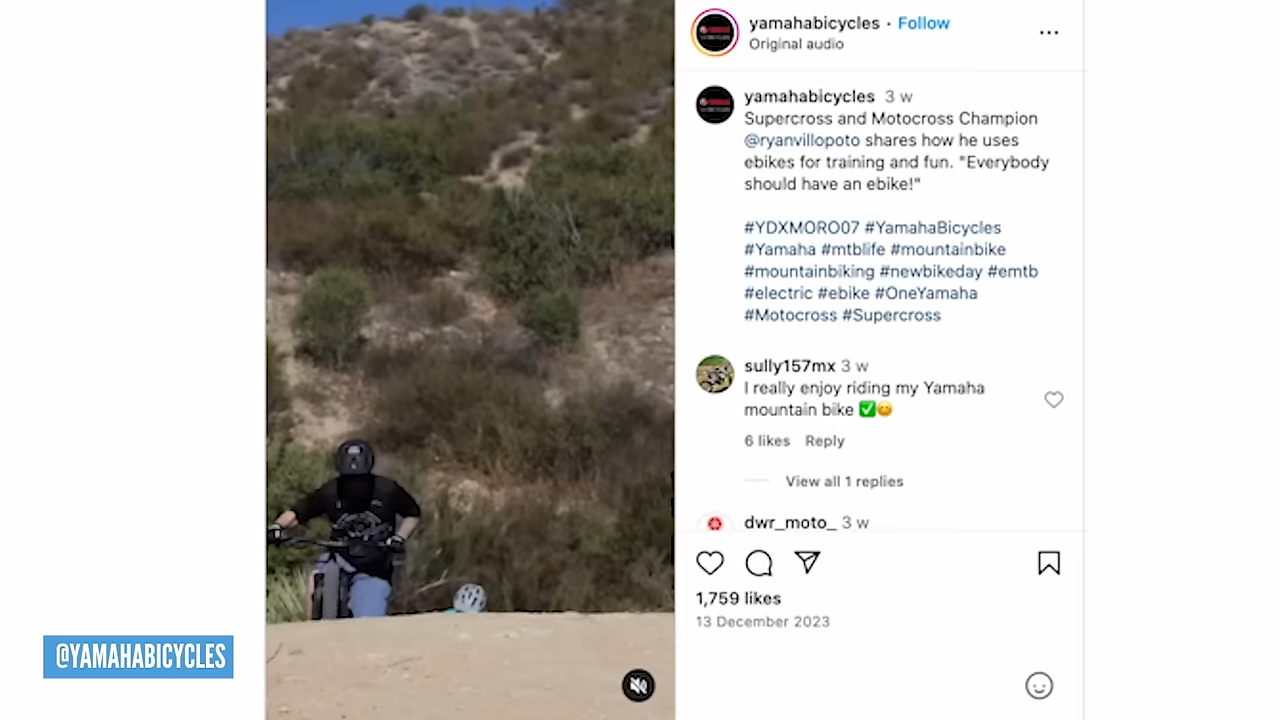 yamahabicycles · Follow
Original audio
yamahabicycles 3 w
Supercross and Motocross Champion
@ryanvillopoto shares how he uses
ebikes for training and fun. "Everybody
should have an ebike!"
#YDXMORO07 #YamahaBicycles
#Yamaha #mtblife #mountainbike
#mountainbiking #newbikeday #emtb
#electric #ebike #OneYamaha
#Motocross #Supercross
sully157mx 3 w
I really enjoy riding my Yamaha
mountain bike ✅😊
6 likes Reply
View all 1 replies
dwr_moto_ 3 w
1,759 likes
13 December 2023
@YAMAHABICYCLES